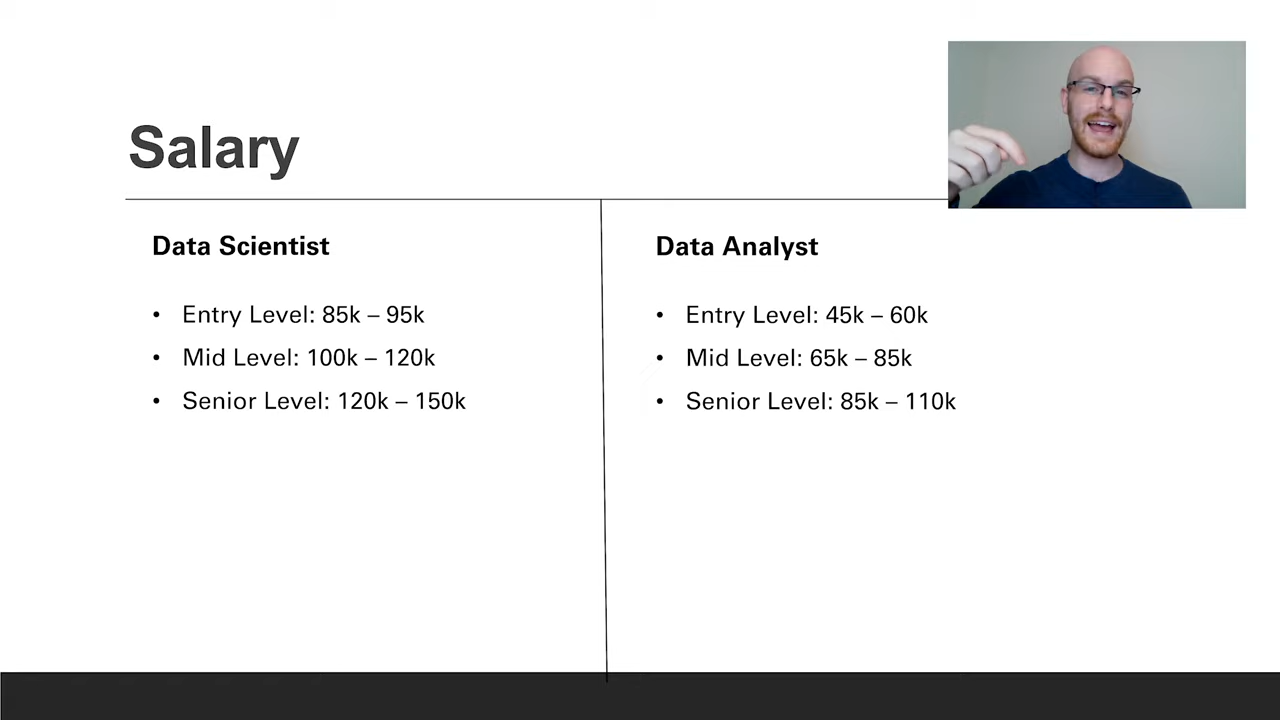 Salary
Data Scientist
• Entry Level: 85k – 95k
• Mid Level: 100k – 120k
• Senior Level: 120k – 150k
Data Analyst
• Entry Level: 45k – 60k
• Mid Level: 65k – 85k
• Senior Level: 85k – 110k